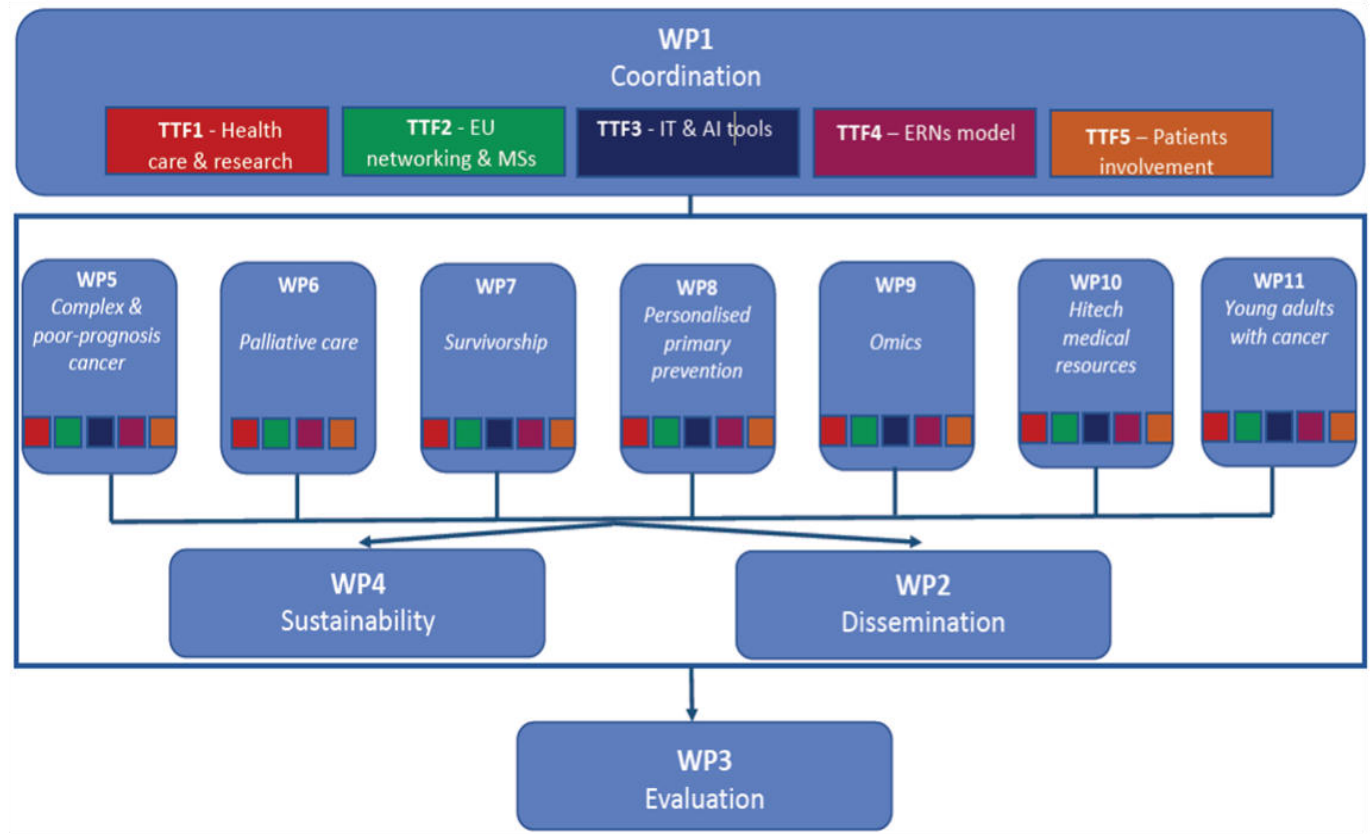 WP1
Coordination
TTF1 - Health
care & research
TTF2 - EU
networking & MSs
TTF3 - IT & AI tools
TTF4 – ERNs model
TTF5 – Patients
involvement
WP5
Complex &
poor-prognosis
cancer
WP6
Palliative care
WP7
Survivorship
WP8
Personalised
primary
prevention
WP9
Omics
WP10
Hitech
medical
resources
WP11
Young adults
with cancer
WP4
Sustainability
WP2
Dissemination
WP3
Evaluation